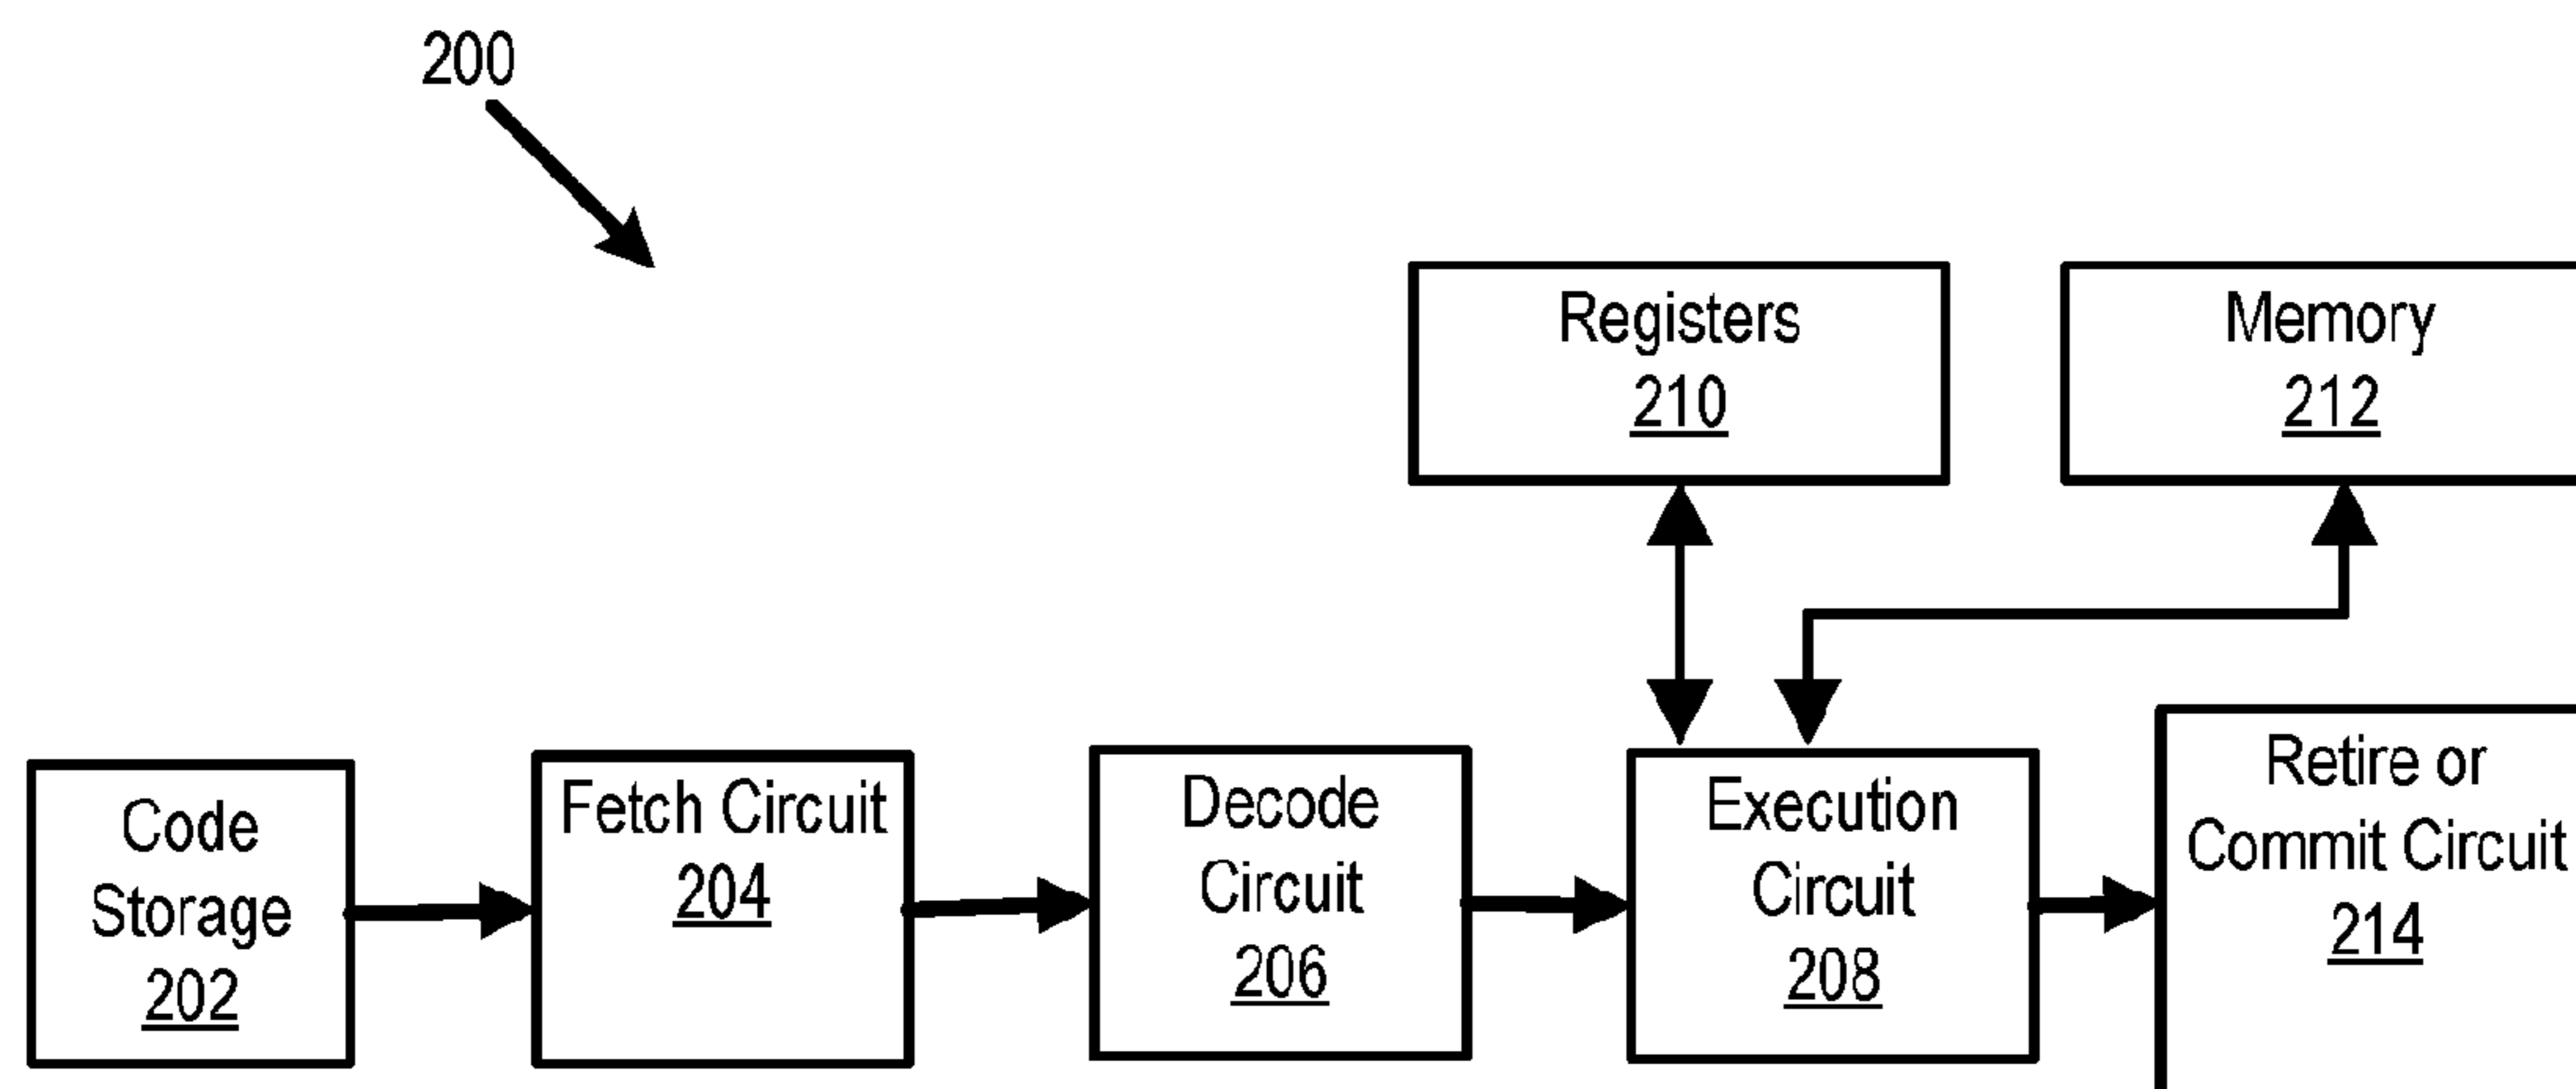 200
Registers
210
Memory
212
Code
Storage
202
Fetch Circuit
204
Decode
Circuit
206
Execution
Circuit
208
Retire or
Commit Circuit
214